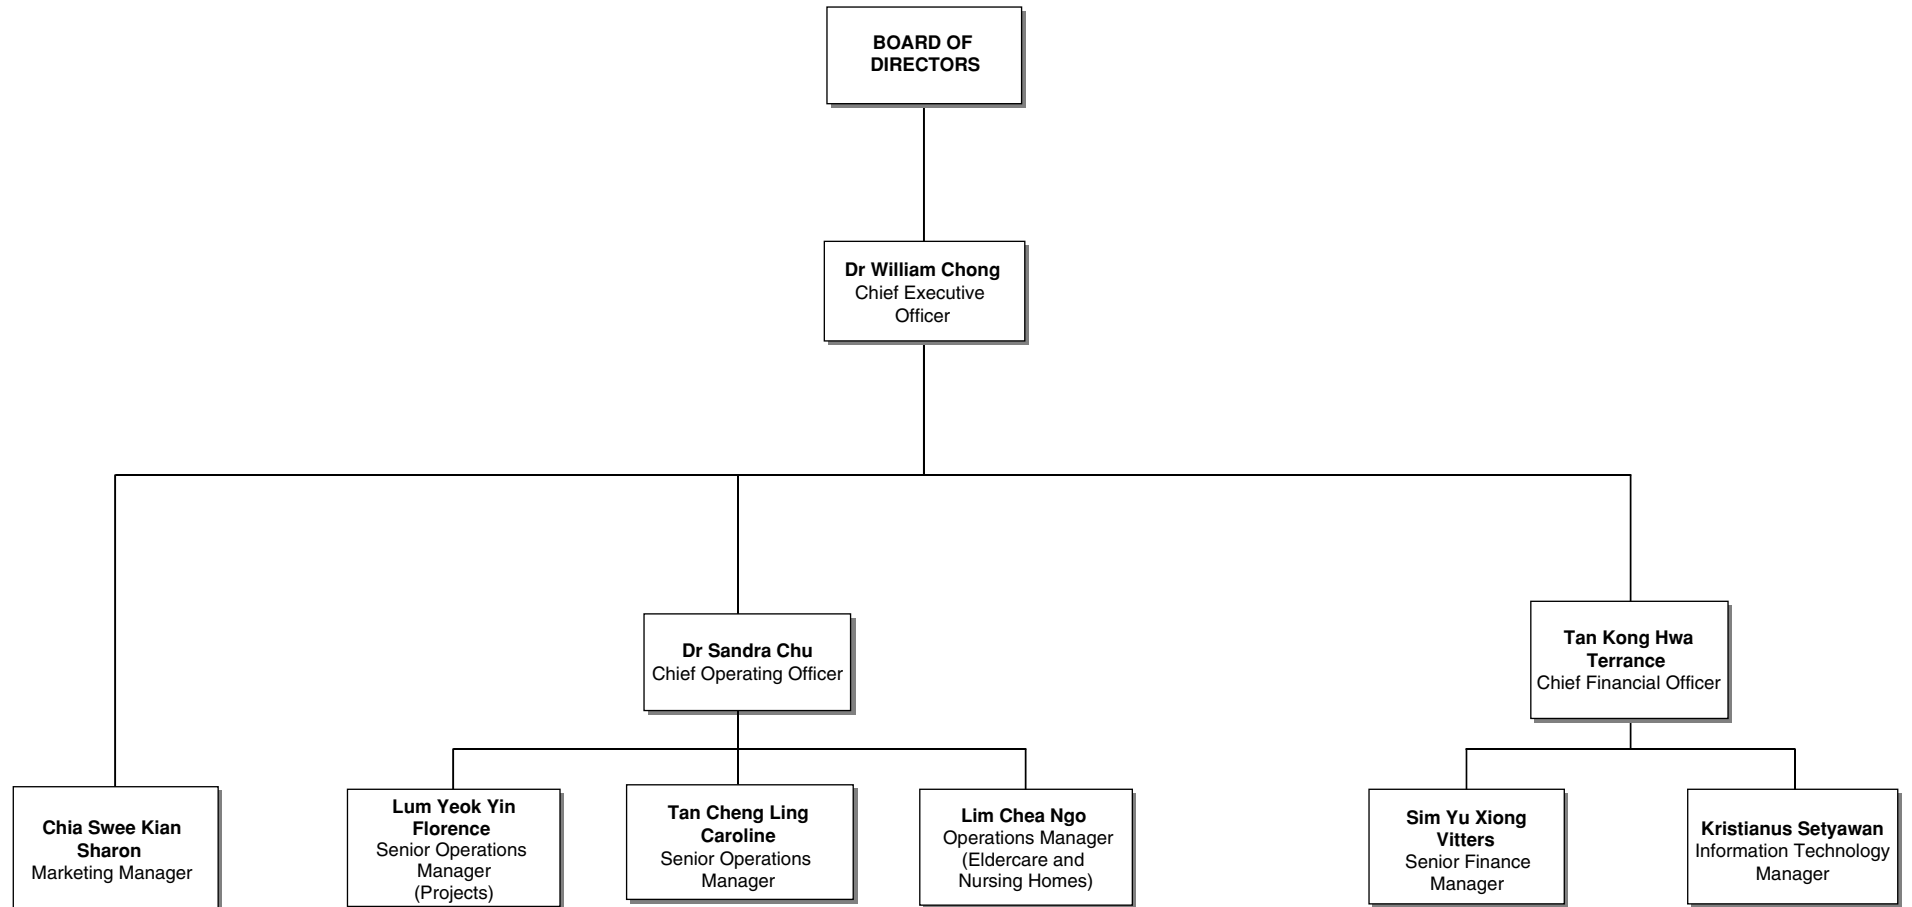 BOARD OF
DIRECTORS
Dr William Chong
Chief Executive
Officer
Dr Sandra Chu
Chief Operating Officer
Tan Kong Hwa
Terrance
Chief Financial Officer
Chia Swee Kian
Sharon
Marketing Manager
Lum Yeok Yin
Florence
Senior Operations
Manager
(Projects)
Tan Cheng Ling
Caroline
Senior Operations
Manager
Lim Chea Ngo
Operations Manager
(Eldercare and
Nursing Homes)
Sim Yu Xiong
Vitters
Senior Finance
Manager
Kristianus Setyawan
Information Technology
Manager